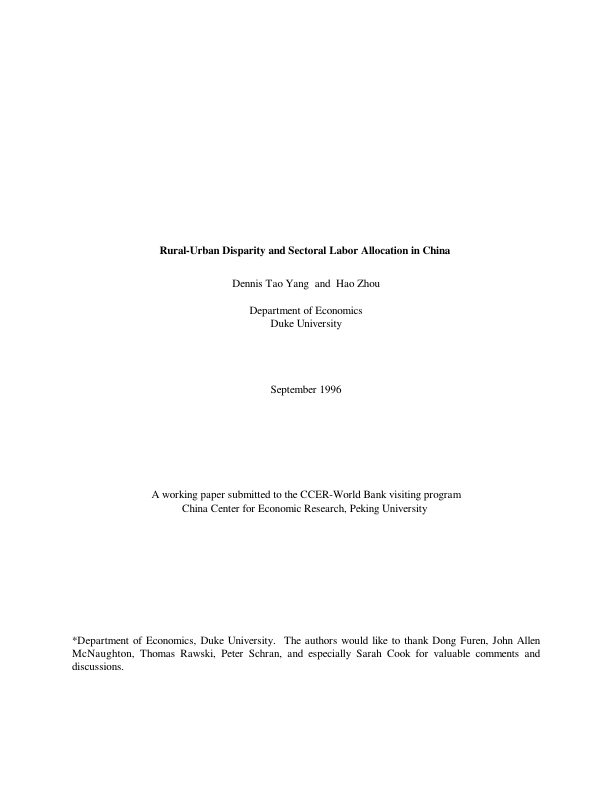 Rural-Urban Disparity and Sectoral Labor Allocation in China
Dennis Tao Yang and Hao Zhou
Department of Economics
Duke University
September 1996
A working paper submitted to the CCER-World Bank visiting program
China Center for Economic Research, Peking University
*Department of Economics, Duke University. The authors would like to thank Dong Furen, John Allen
McNaughton, Thomas Rawski, Peter Schran, and especially Sarah Cook for valuable comments and
discussions.